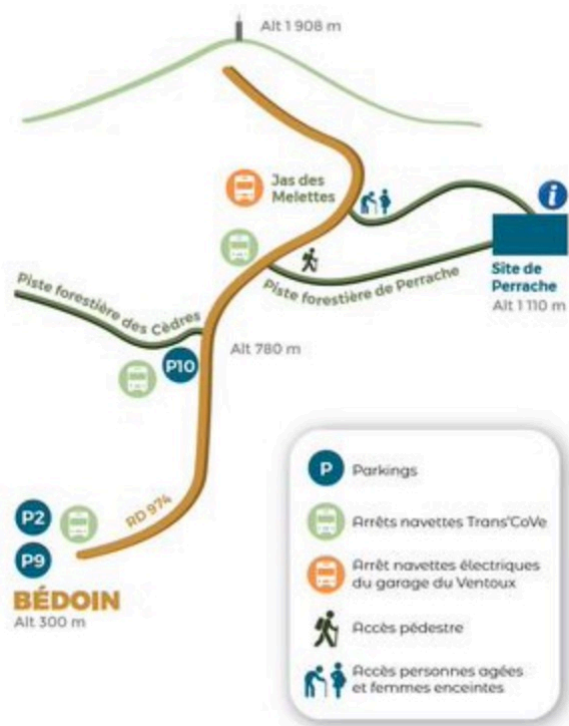 Alt 1 908 m
Jas des
Melettes
i
Site de
Perrache
Alt 1 110 m
Piste forestière de Perrache
Piste forestière des Cèdres
Alt 780 m
P10
RD 974
P2
P9
BÉDOIN
Alt 300 m
P Parkings
Arrêts navettes Trans'CoVe
Arrêt navettes électriques
du garage du Ventoux
Accès pédestre
Accès personnes agées
et femmes enceintes